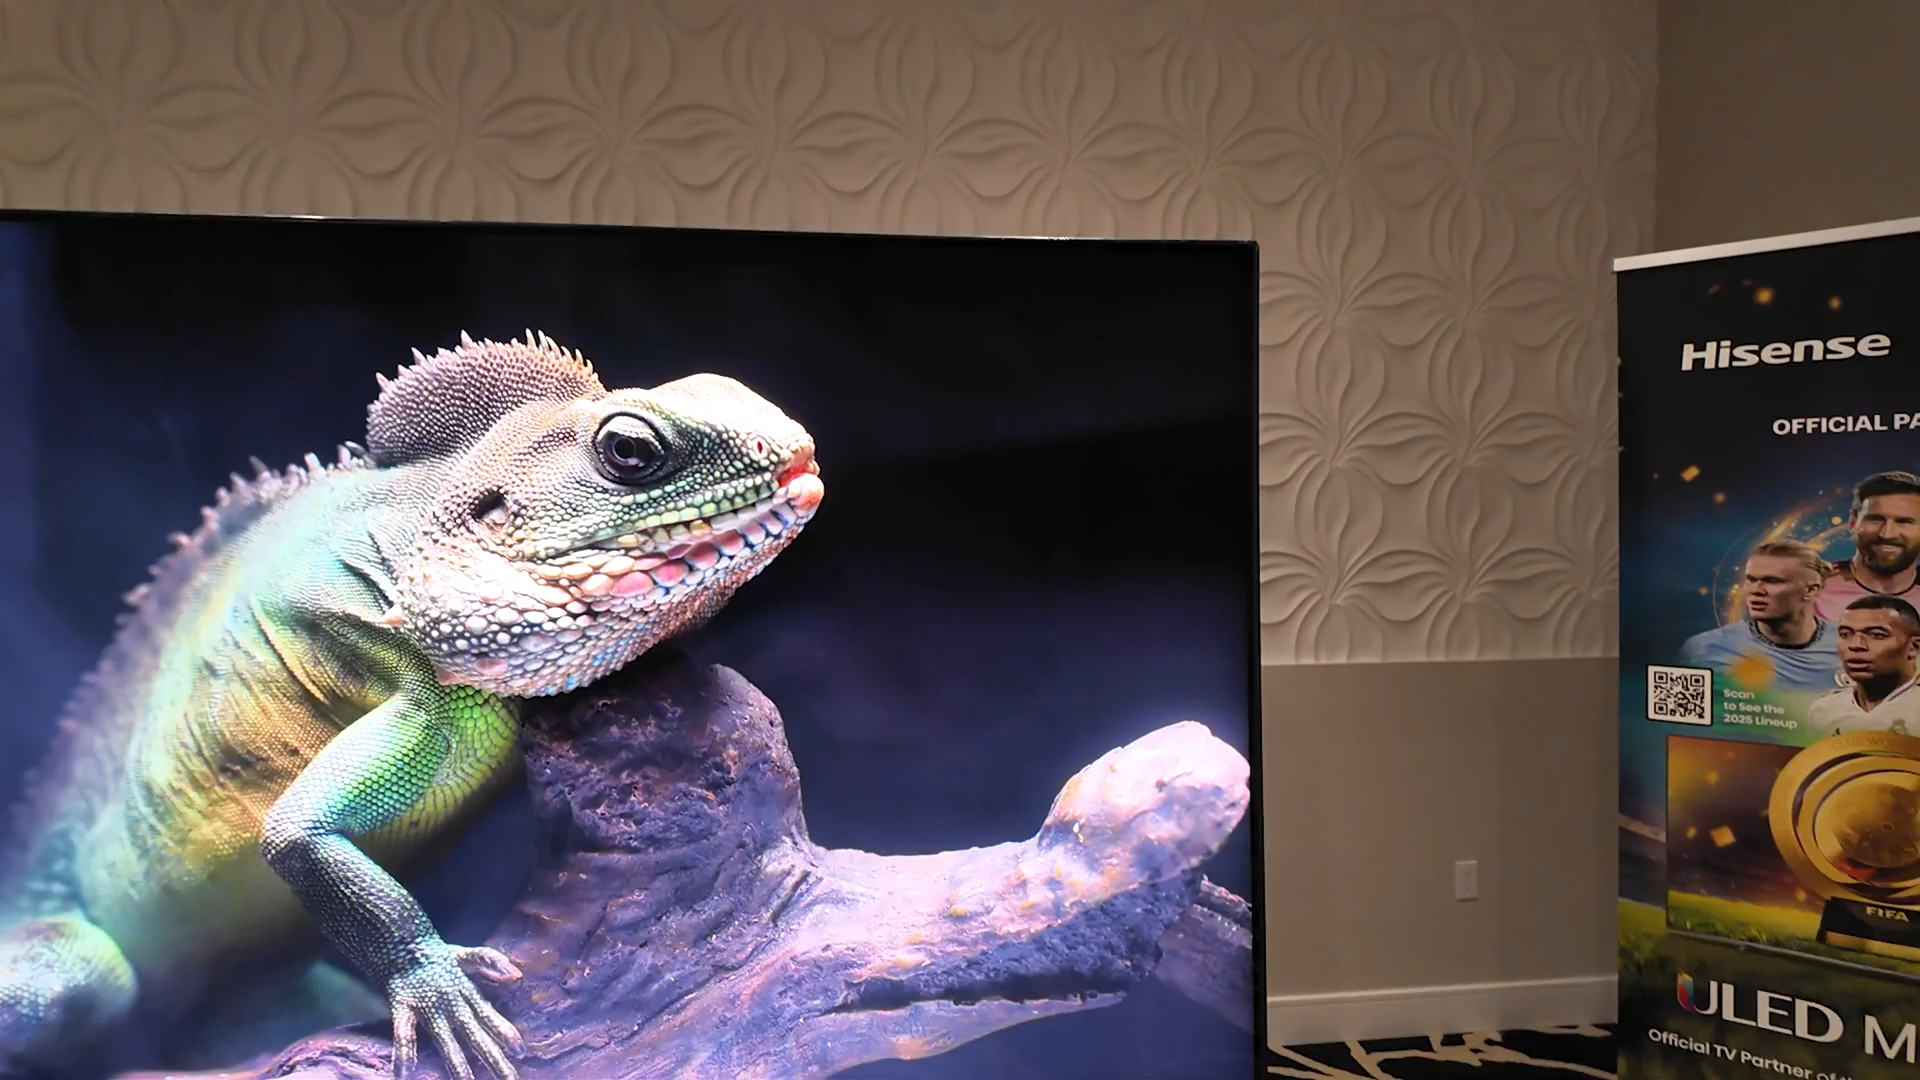 Hisense
OFFICIAL PA
Scan
to See the
2025 Lineup
FIFA
ULED M
Official TV Partner of